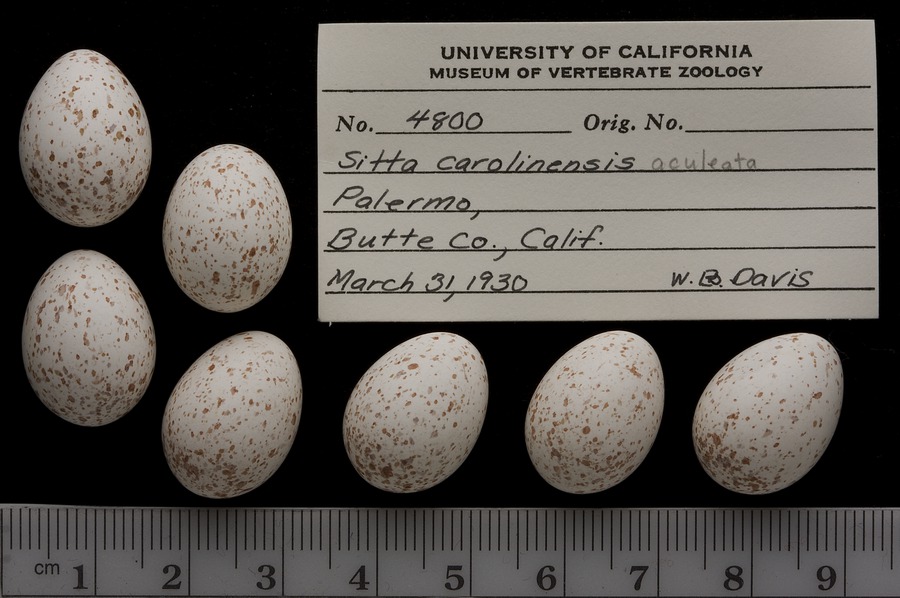 UNIVERSITY OF CALIFORNIA
MUSEUM OF VERTEBRATE ZOOLOGY
No. 4800 Orig. No.
Sitta carolinensis aculeata
Palermo,
Butte Co., Calif.
March 31, 1930 W. B. Davis
cm 1 2 3 4 5 6 7 8 9